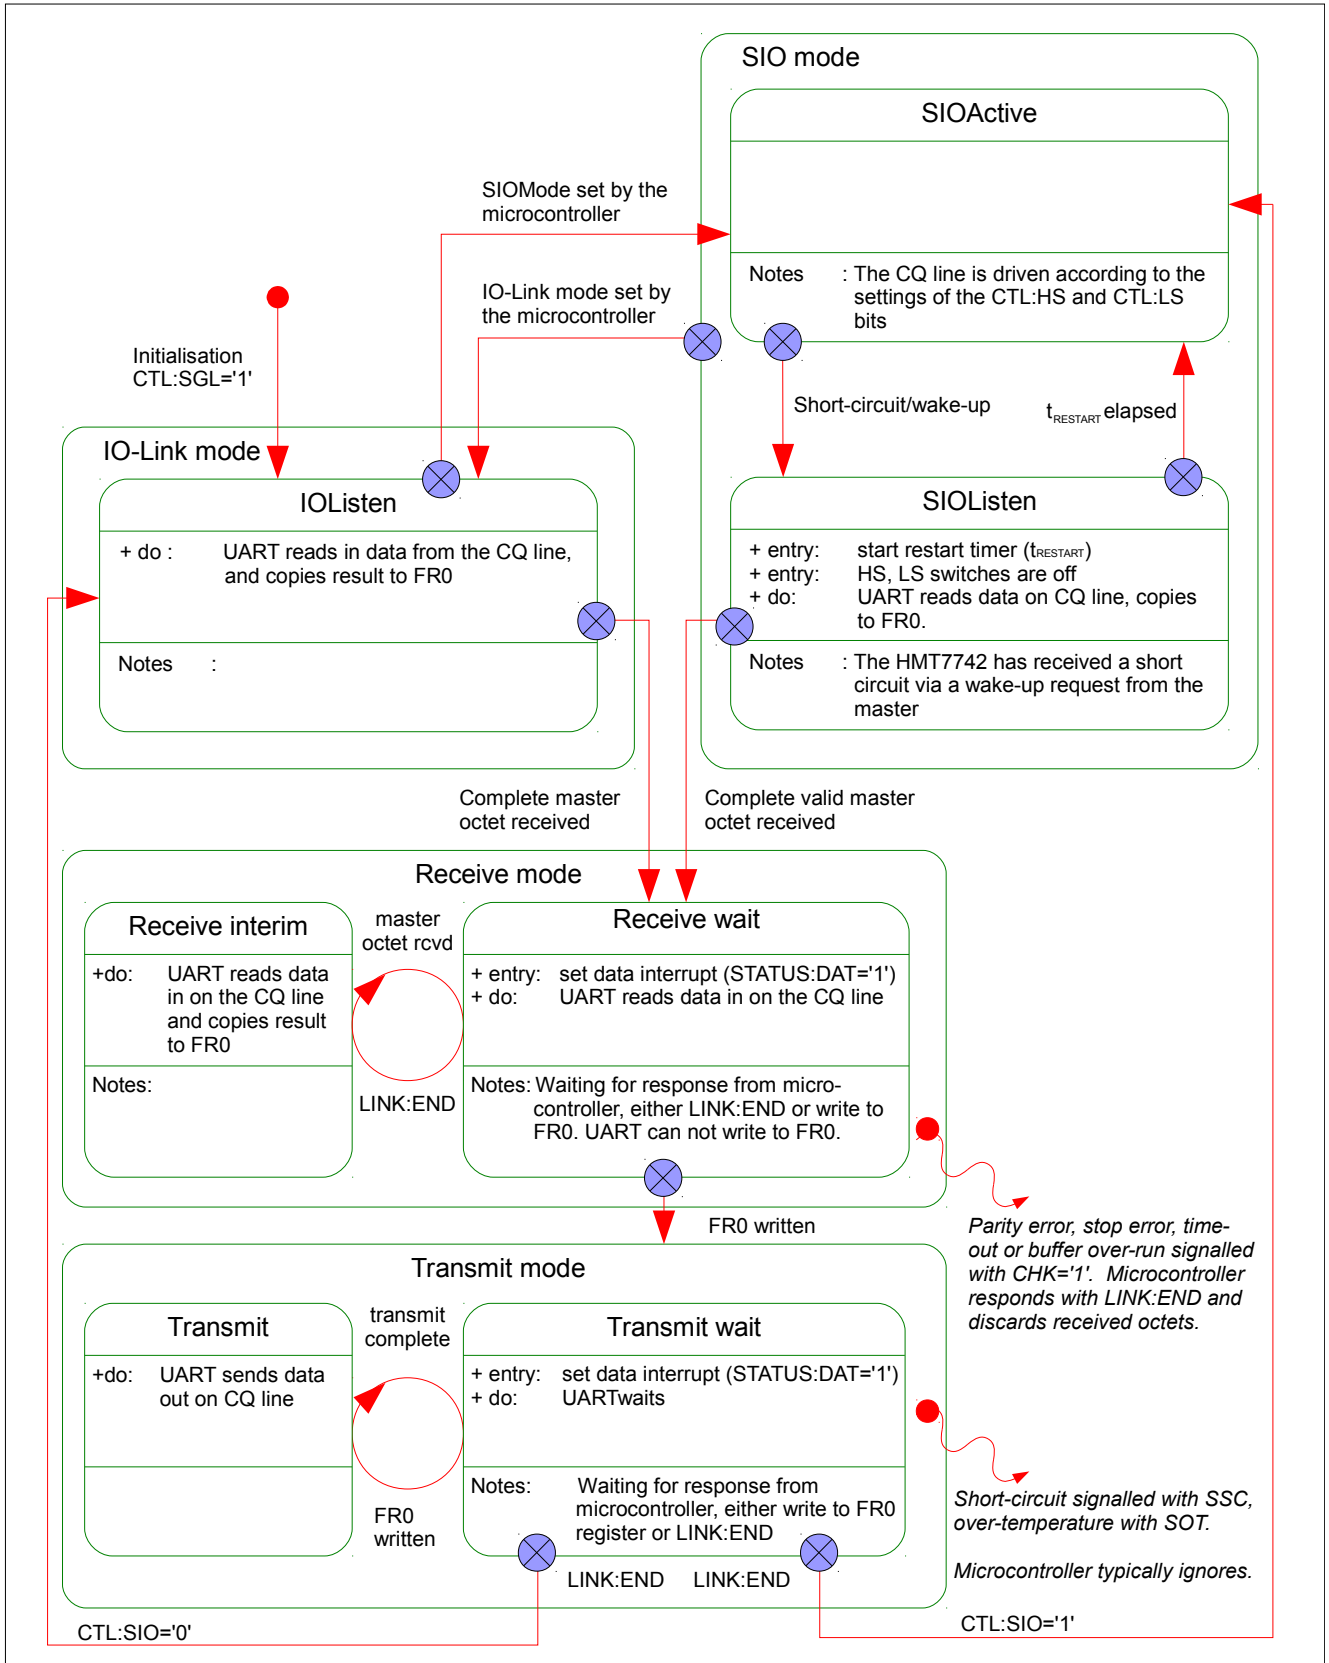 SIO mode
SIOActive
Notes : The CQ line is driven according to the
settings of the CTL:HS and CTL:LS
bits
SIOMode set by the
microcontroller
IO-Link mode set by
the microcontroller
Initialisation
CTL:SGL='1'
Short-circuit/wake-up
tRESTART elapsed
IO-Link mode
IOListen
+ do : UART reads in data from the CQ line,
and copies result to FR0
Notes :
SIOListen
+ entry: start restart timer (tRESTART)
+ entry: HS, LS switches are off
+ do: UART reads data on CQ line, copies
to FR0.
Notes : The HMT7742 has received a short
circuit via a wake-up request from the
master
Complete master
octet received
Complete valid master
octet received
Receive mode
Receive interim
+do: UART reads data
in on the CQ line
and copies result
to FR0
Notes:
master
octet rcvd
LINK:END
Receive wait
+ entry: set data interrupt (STATUS:DAT='1')
+ do: UART reads data in on the CQ line
Notes: Waiting for response from micro-
controller, either LINK:END or write to
FR0. UART can not write to FR0.
FR0 written
Parity error, stop error, time-
out or buffer over-run signalled
with CHK='1'. Microcontroller
responds with LINK:END and
discards received octets.
Transmit mode
Transmit
+do: UART sends data
out on CQ line
transmit
complete
FR0
written
Transmit wait
+ entry: set data interrupt (STATUS:DAT='1')
+ do: UARTwaits
Notes: Waiting for response from
microcontroller, either write to FR0
register or LINK:END
LINK:END LINK:END
Short-circuit signalled with SSC,
over-temperature with SOT.
Microcontroller typically ignores.
CTL:SIO='0'
CTL:SIO='1'